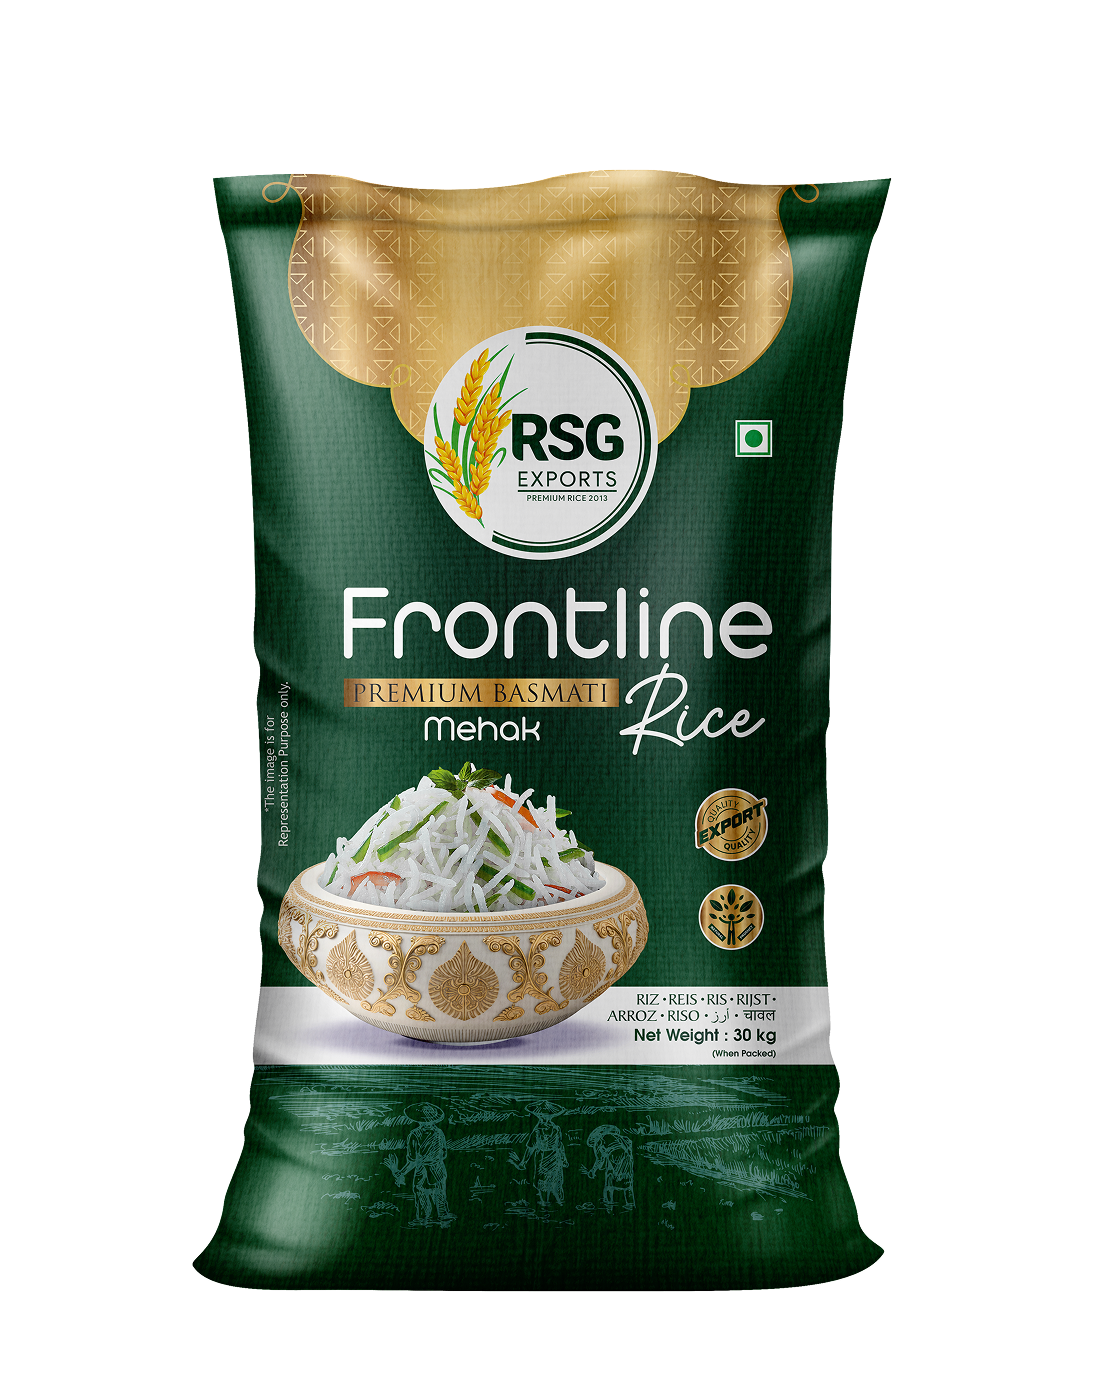 RSG
EXPORTS
PREMIUM RICE 2013
Frontline
PREMIUM BASMATI
Rice
Mehak
*The image is for
Representation Purpose only.
QUALITY
EXPORT
QUALITY
RIZ • REIS • RIS • RIJST •
ARROZ • RISO • أرز • चावल
Net Weight : 30 kg
(When Packed)